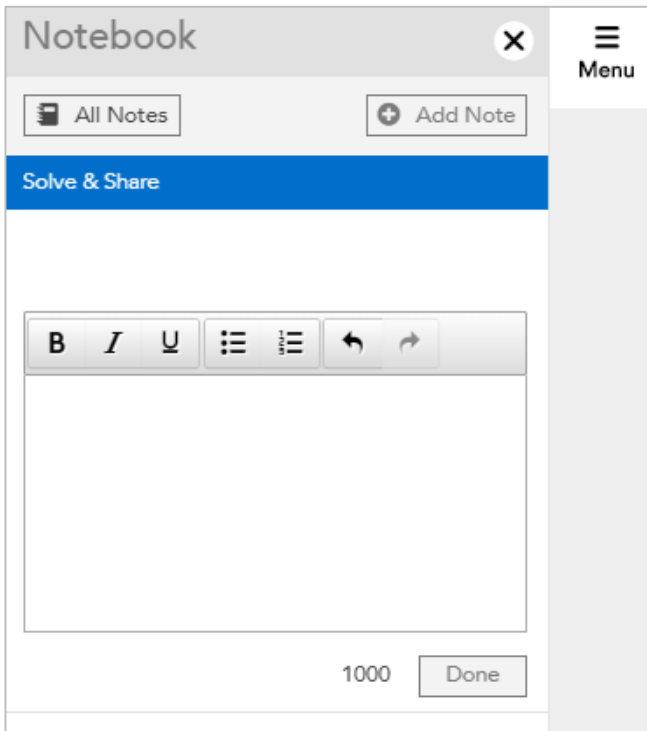 Notebook
Menu
All Notes
Add Note
Solve & Share
B I U
1000
Done